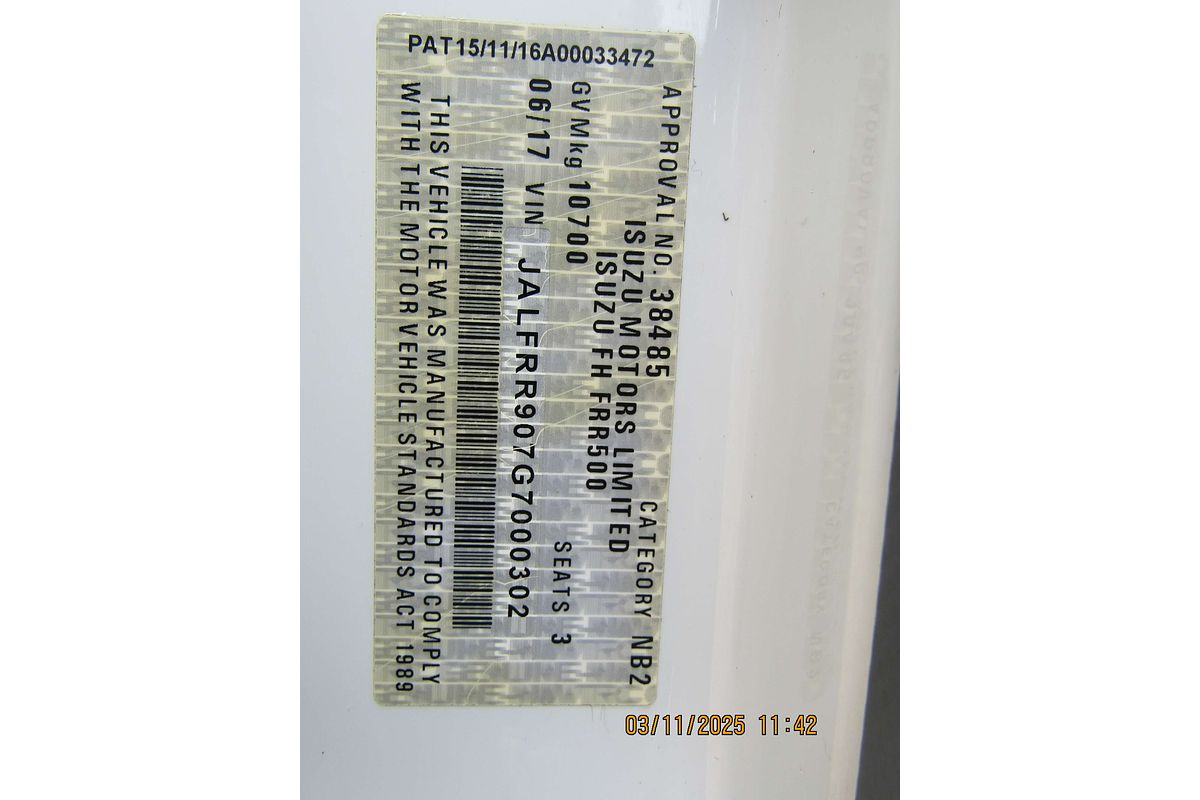 PAT15/11/16A00033472
APPROVAL NO. 38485 CATEGORY NB2
ISUZU MOTORS LIMITED
ISUZU FH FRR500
GVMkg 10700 SEATS 3
06/17 VIN JALFRR907G7000302
THIS VEHICLE WAS MANUFACTURED TO COMPLY
WITH THE MOTOR VEHICLE STANDARDS ACT 1989
03/11/2025 11:42